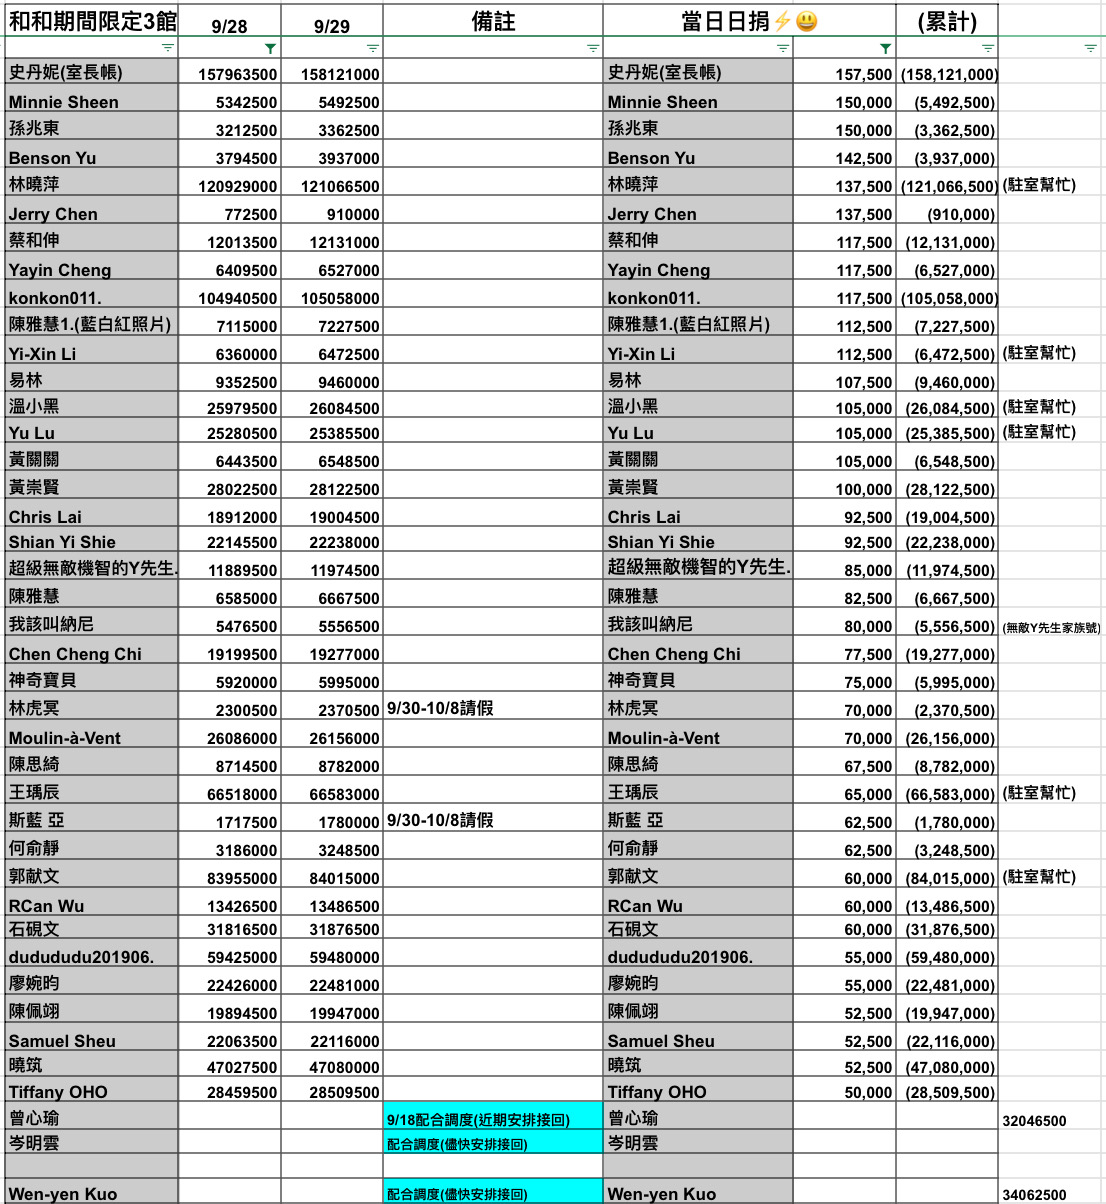 和和期間限定3館 9/28 9/29 備註 當日日捐⚡😃 (累計)
史丹妮(室長帳) 157963500 158121000 史丹妮(室長帳) 157,500 (158,121,000)
Minnie Sheen 5342500 5492500 Minnie Sheen 150,000 (5,492,500)
孫兆東 3212500 3362500 孫兆東 150,000 (3,362,500)
Benson Yu 3794500 3937000 Benson Yu 142,500 (3,937,000)
林曉萍 120929000 121066500 林曉萍 137,500 (121,066,500) (駐室幫忙)
Jerry Chen 772500 910000 Jerry Chen 137,500 (910,000)
蔡和伸 12013500 12131000 蔡和伸 117,500 (12,131,000)
Yayin Cheng 6409500 6527000 Yayin Cheng 117,500 (6,527,000)
konkon011. 104940500 105058000 konkon011. 117,500 (105,058,000)
陳雅慧1.(藍白紅照片) 7115000 7227500 陳雅慧1.(藍白紅照片) 112,500 (7,227,500)
Yi-Xin Li 6360000 6472500 Yi-Xin Li 112,500 (6,472,500) (駐室幫忙)
易林 9352500 9460000 易林 107,500 (9,460,000)
溫小黑 25979500 26084500 溫小黑 105,000 (26,084,500) (駐室幫忙)
Yu Lu 25280500 25385500 Yu Lu 105,000 (25,385,500) (駐室幫忙)
黃關關 6443500 6548500 黃關關 105,000 (6,548,500)
黃崇賢 28022500 28122500 黃崇賢 100,000 (28,122,500)
Chris Lai 18912000 19004500 Chris Lai 92,500 (19,004,500)
Shian Yi Shie 22145500 22238000 Shian Yi Shie 92,500 (22,238,000)
超級無敵機智的Y先生. 11889500 11974500 超級無敵機智的Y先生. 85,000 (11,974,500)
陳雅慧 6585000 6667500 陳雅慧 82,500 (6,667,500)
我該叫納尼 5476500 5556500 我該叫納尼 80,000 (5,556,500) (無敵Y先生家族號)
Chen Cheng Chi 19199500 19277000 Chen Cheng Chi 77,500 (19,277,000)
神奇寶貝 5920000 5995000 神奇寶貝 75,000 (5,995,000)
林虎冥 2300500 2370500 9/30-10/8請假 林虎冥 70,000 (2,370,500)
Moulin-à-Vent 26086000 26156000 Moulin-à-Vent 70,000 (26,156,000)
陳思綺 8714500 8782000 陳思綺 67,500 (8,782,000)
王瑀辰 66518000 66583000 王瑀辰 65,000 (66,583,000) (駐室幫忙)
斯藍 亞 1717500 1780000 9/30-10/8請假 斯藍 亞 62,500 (1,780,000)
何俞靜 3186000 3248500 何俞靜 62,500 (3,248,500)
郭献文 83955000 84015000 郭献文 60,000 (84,015,000) (駐室幫忙)
RCan Wu 13426500 13486500 RCan Wu 60,000 (13,486,500)
石硯文 31816500 31876500 石硯文 60,000 (31,876,500)
dudududu201906. 59425000 59480000 dudududu201906. 55,000 (59,480,000)
廖婉昀 22426000 22481000 廖婉昀 55,000 (22,481,000)
陳佩翊 19894500 19947000 陳佩翊 52,500 (19,947,000)
Samuel Sheu 22063500 22116000 Samuel Sheu 52,500 (22,116,000)
曉筑 47027500 47080000 曉筑 52,500 (47,080,000)
Tiffany OHO 28459500 28509500 Tiffany OHO 50,000 (28,509,500)
曾心瑜 9/18配合調度(近期安排接回) 曾心瑜 32046500
岑明雲 配合調度(儘快安排接回) 岑明雲
Wen-yen Kuo 配合調度(儘快安排接回) Wen-yen Kuo 34062500